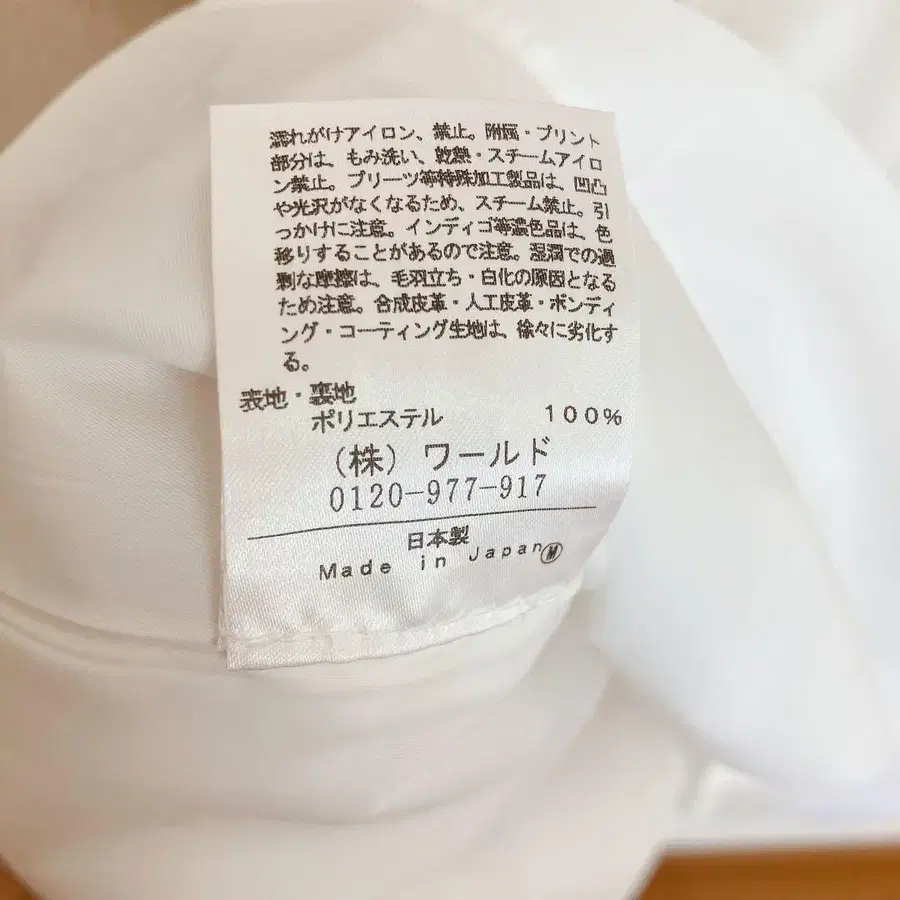 濡れがけアイロン、禁止。附属・プリント
部分は、もみ洗い、乾熱・スチームアイロ
ン禁止。プリーツ等特殊加工製品は、凹凸
や光沢がなくなるため、スチーム禁止。引
っかけに注意。インディゴ等濃色品は、色
移りすることがあるので注意。湿潤での過
剰な摩擦は、毛羽立ち・白化の原因となる
ため注意。合成皮革・人工皮革・ボンディ
ング・コーティング生地は、徐々に劣化す
る。
表地・裏地
ポリエステル 100%
(株)ワールド
0120-977-917
日本製
Made in Japan Ⓜ